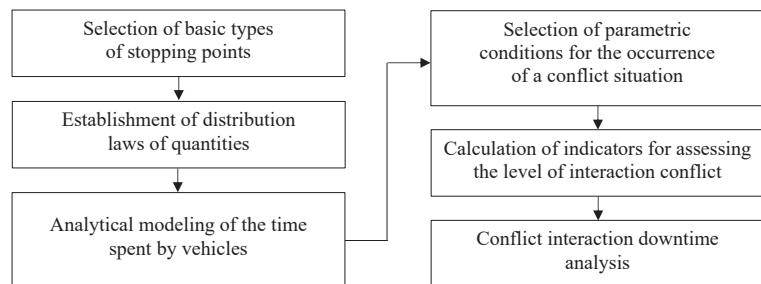 Selection of basic types
of stopping points
Establishment of distribution
laws of quantities
Analytical modeling of the time
spent by vehicles
Selection of parametric
conditions for the occurrence
of a conflict situation
Calculation of indicators for assessing
the level of interaction conflict
Conflict interaction downtime
analysis